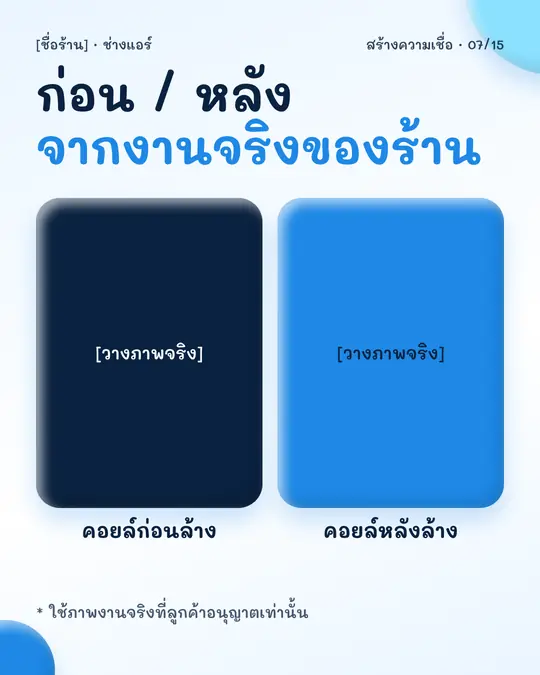 [ชื่อร้าน] · ช่างแอร์
สร้างความเชื่อ · 07/15
ก่อน / หลัง
จากงานจริงของร้าน
[วางภาพจริง]
[วางภาพจริง]
คอยล์ก่อนล้าง
คอยล์หลังล้าง
* ใช้ภาพงานจริงที่ลูกค้าอนุญาตเท่านั้น